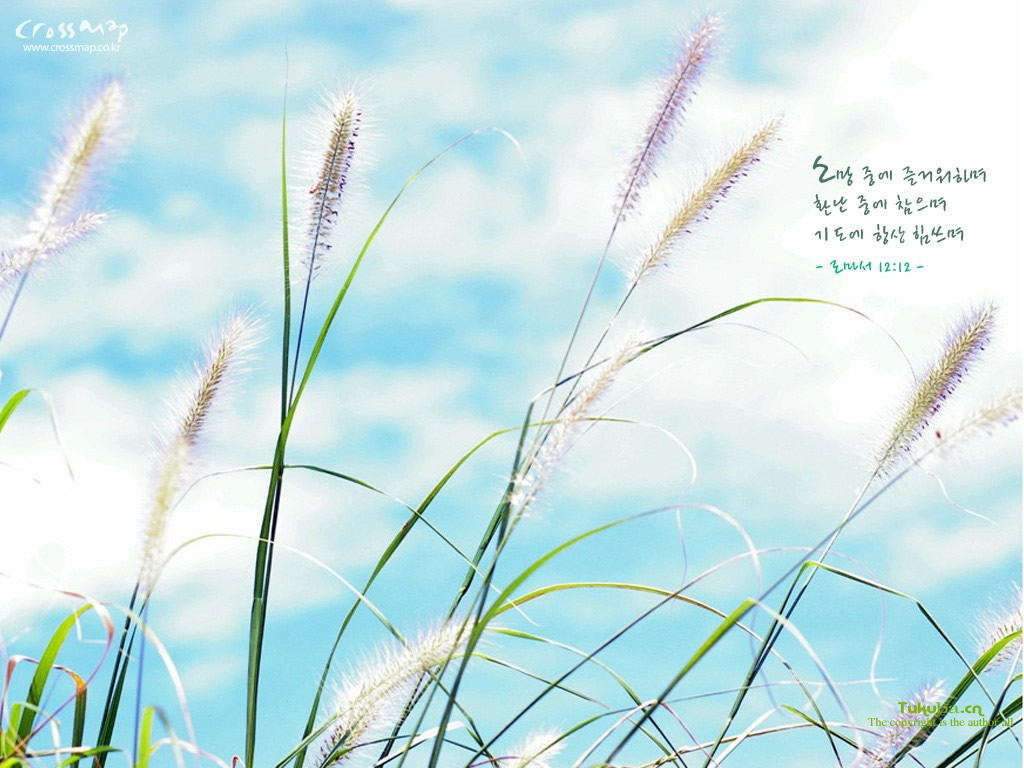 crossmap
www.crossmap.co.kr
소망 중에 즐거워하며
환난 중에 참으며
기도에 항상 힘쓰며
- 로마서 12:12 -
Tukuba.cn
The copyright is the author all